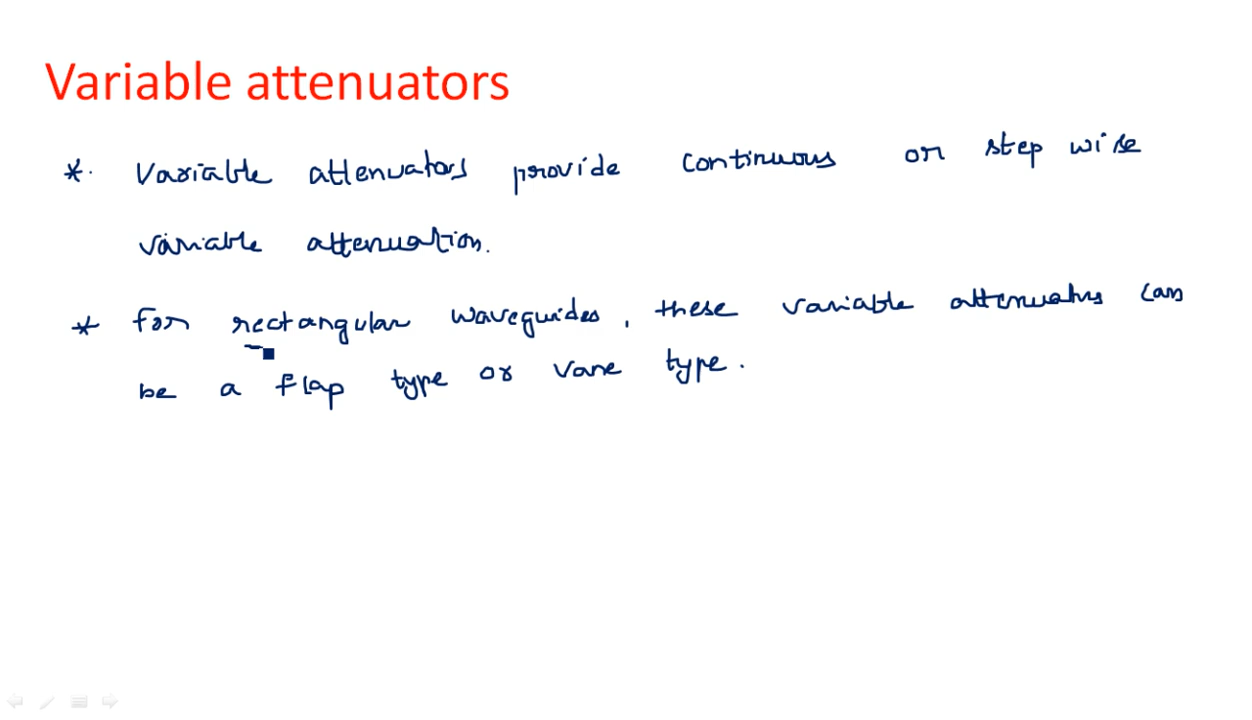 Variable attenuators
*. Variable attenuators provide continuous or step wise
variable attenuation.
* for rectangular waveguides, these variable attenuators can
be a flap type or vane type.